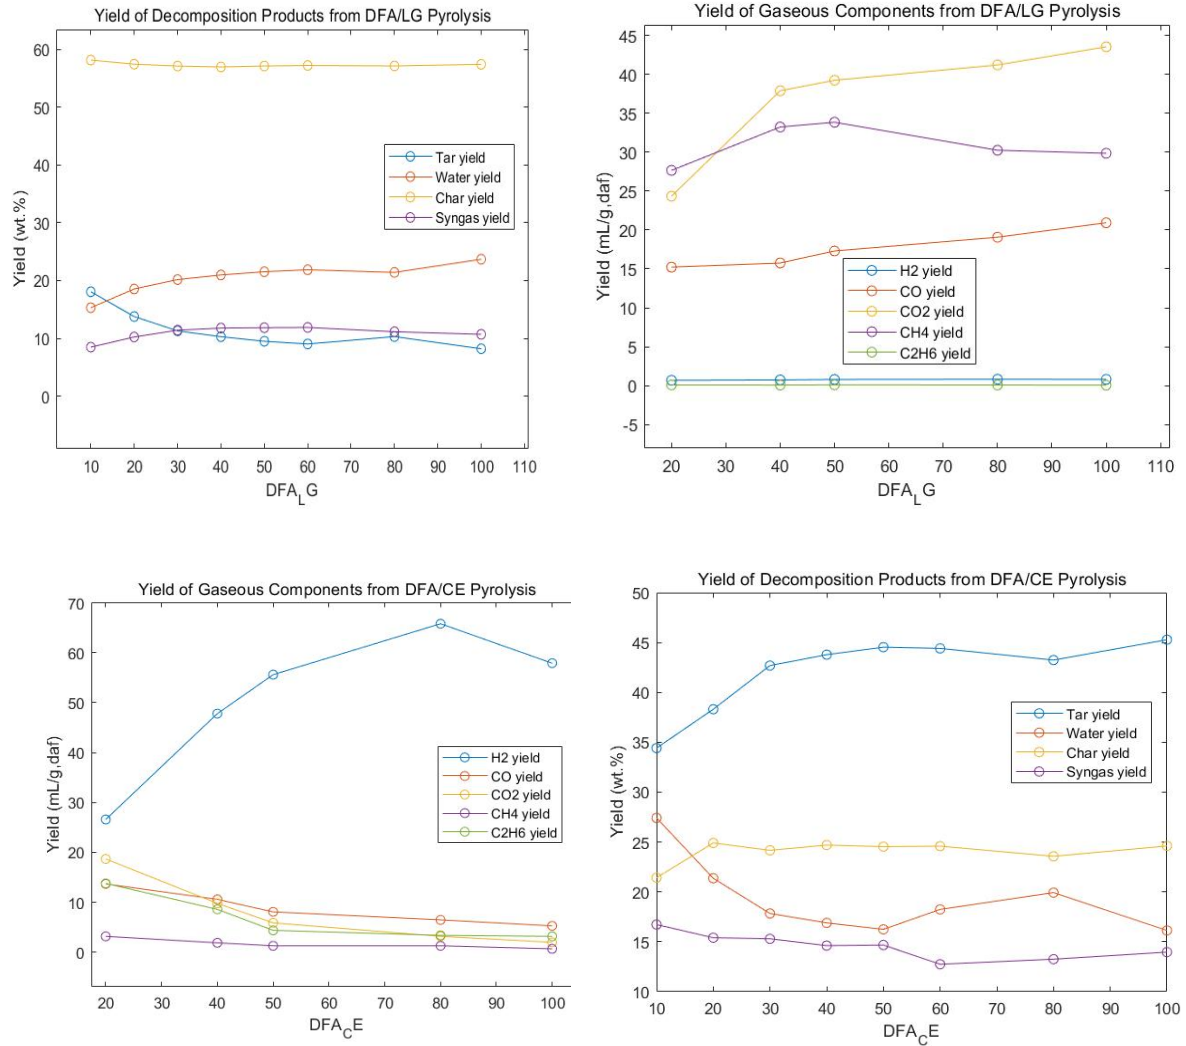 Yield of Decomposition Products from DFA/LG Pyrolysis
60
50
40
30
20
10
0
Yield (wt.%)
Tar yield
Water yield
Char yield
Syngas yield
10 20 30 40 50 60 70 80 90 100 110
DFA_LG
Yield of Gaseous Components from DFA/LG Pyrolysis
45
40
35
30
25
20
15
10
5
0
-5
Yield (mL/g,daf)
H2 yield
CO yield
CO2 yield
CH4 yield
C2H6 yield
20 30 40 50 60 70 80 90 100 110
DFA_LG
Yield of Gaseous Components from DFA/CE Pyrolysis
70
60
50
40
30
20
10
0
Yield (mL/g,daf)
H2 yield
CO yield
CO2 yield
CH4 yield
C2H6 yield
20 30 40 50 60 70 80 90 100
DFA_CE
Yield of Decomposition Products from DFA/CE Pyrolysis
50
45
40
35
30
25
20
15
10
Yield (wt.%)
Tar yield
Water yield
Char yield
Syngas yield
10 20 30 40 50 60 70 80 90 100
DFA_CE